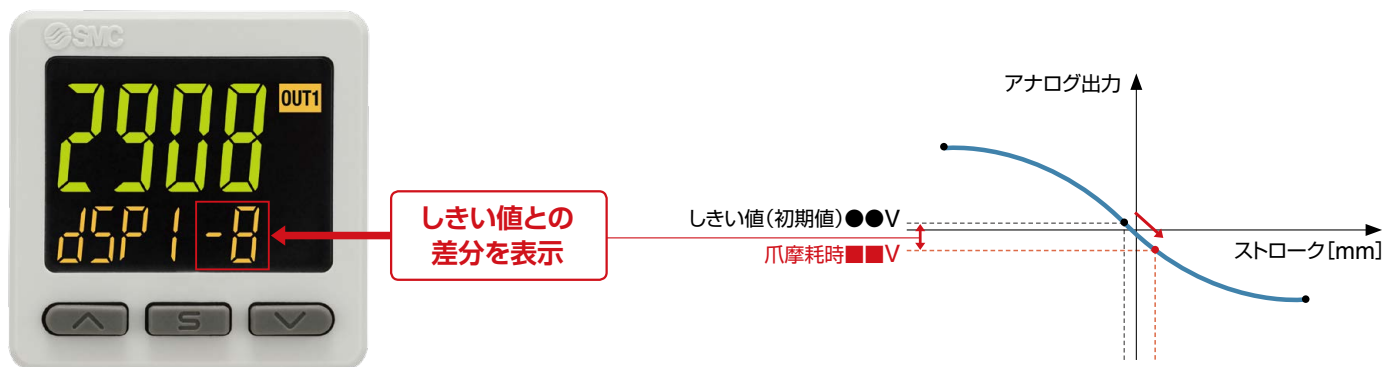 SMC
2908 OUT1
dSP1 -8
S
しきい値との
差分を表示
アナログ出力
しきい値(初期値)●●V
爪摩耗時■■V
ストローク[mm]